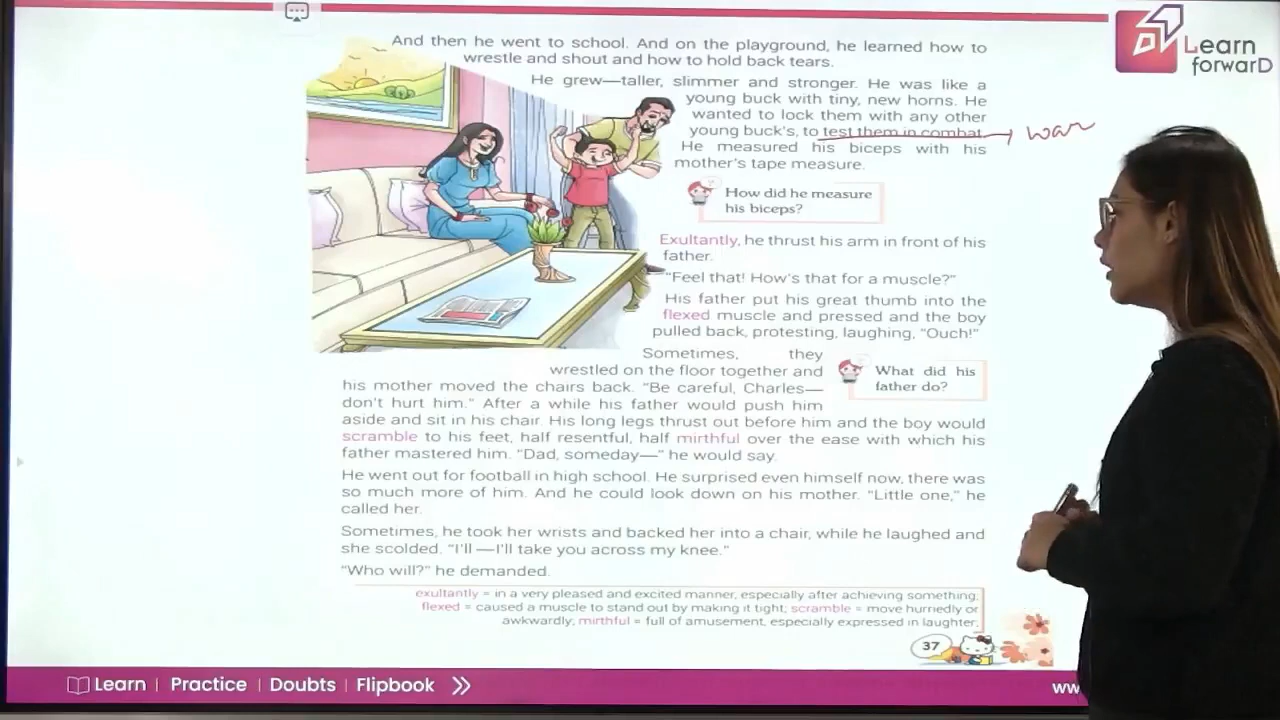 And then he went to school. And on the playground, he learned how to
wrestle and shout and how to hold back tears.
He grew—taller, slimmer and stronger. He was like a
young buck with tiny, new horns. He
wanted to lock them with any other
young buck's, to test them in combat.
war
He measured his biceps with his
mother's tape measure.
How did he measure
his biceps?
Exultantly, he thrust his arm in front of his
father.
"Feel that! How's that for a muscle?"
His father put his great thumb into the
flexed muscle and pressed and the boy
pulled back, protesting, laughing, "Ouch!"
Sometimes, they
wrestled on the floor together and
his mother moved the chairs back. "Be careful, Charles—
don't hurt him." After a while his father would push him
aside and sit in his chair. His long legs thrust out before him and the boy would
scramble to his feet, half resentful, half mirthful over the ease with which his
father mastered him. "Dad, someday—" he would say.
What did his
father do?
He went out for football in high school. He surprised even himself now, there was
so much more of him. And he could look down on his mother. "Little one," he
called her.
Sometimes, he took her wrists and backed her into a chair, while he laughed and
she scolded. "I'll —I'll take you across my knee."
"Who will?" he demanded.
exultantly = in a very pleased and excited manner, especially after achieving something;
flexed = caused a muscle to stand out by making it tight; scramble = move hurriedly or
awkwardly; mirthful = full of amusement, especially expressed in laughter;
37
Learn
forwarD
Learn | Practice | Doubts | Flipbook
ww